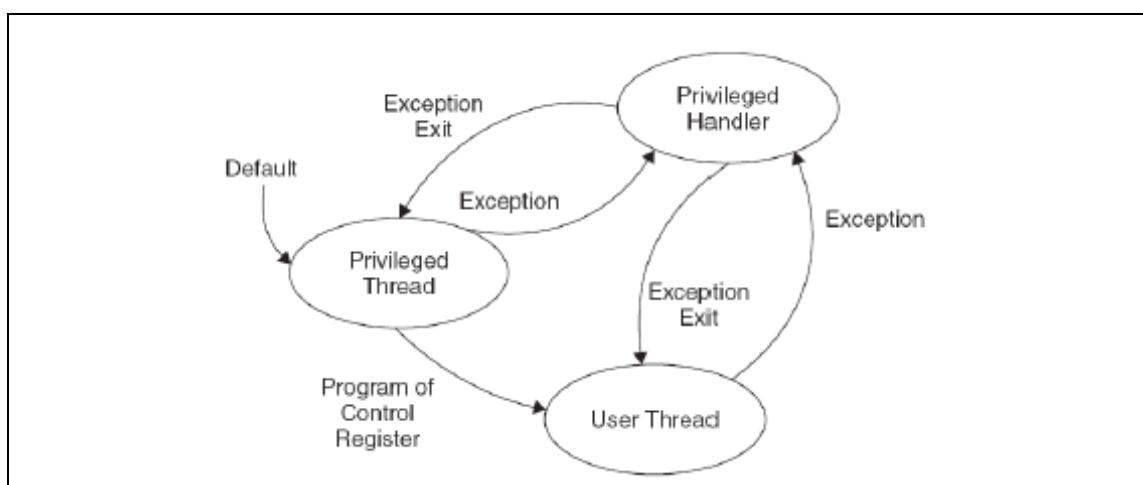 Privileged
Handler
Exception
Exit
Default
Exception
Exception
Privileged
Thread
Exception
Exit
Program of
Control
Register
User Thread